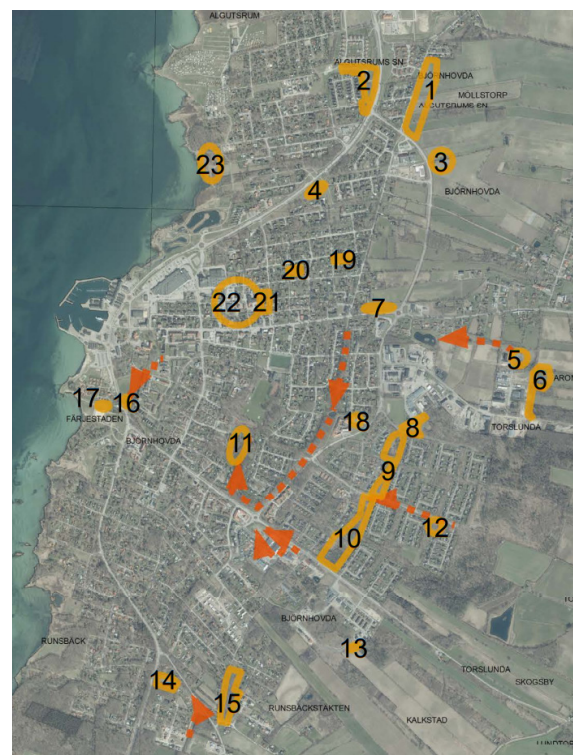 ALGUTSRUM
ALGUTSRUMS SN
2
BJÖRNHOVDA
1
MÖLLSTORP
ALGUTSRUMS SN
23
3
4
BJÖRNHOVDA
20
19
22
21
7
5
6
17
16
FÄRJESTADEN
18
8
TORSLUNDA
BJÖRNHOVDA
11
9
12
10
BJÖRNHOVDA
RUNSBÄCK
13
TORSLUNDA
SKOGSBY
14
15
RUNSBÄCKSTÄKTEN
KALKSTAD